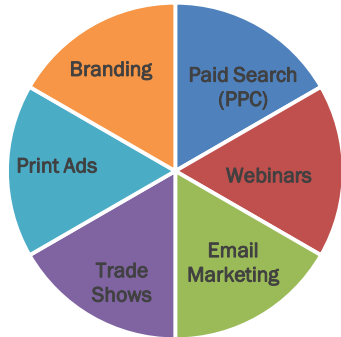 Branding
Paid Search
(PPC)
Print Ads
Webinars
Email
Marketing
Trade
Shows